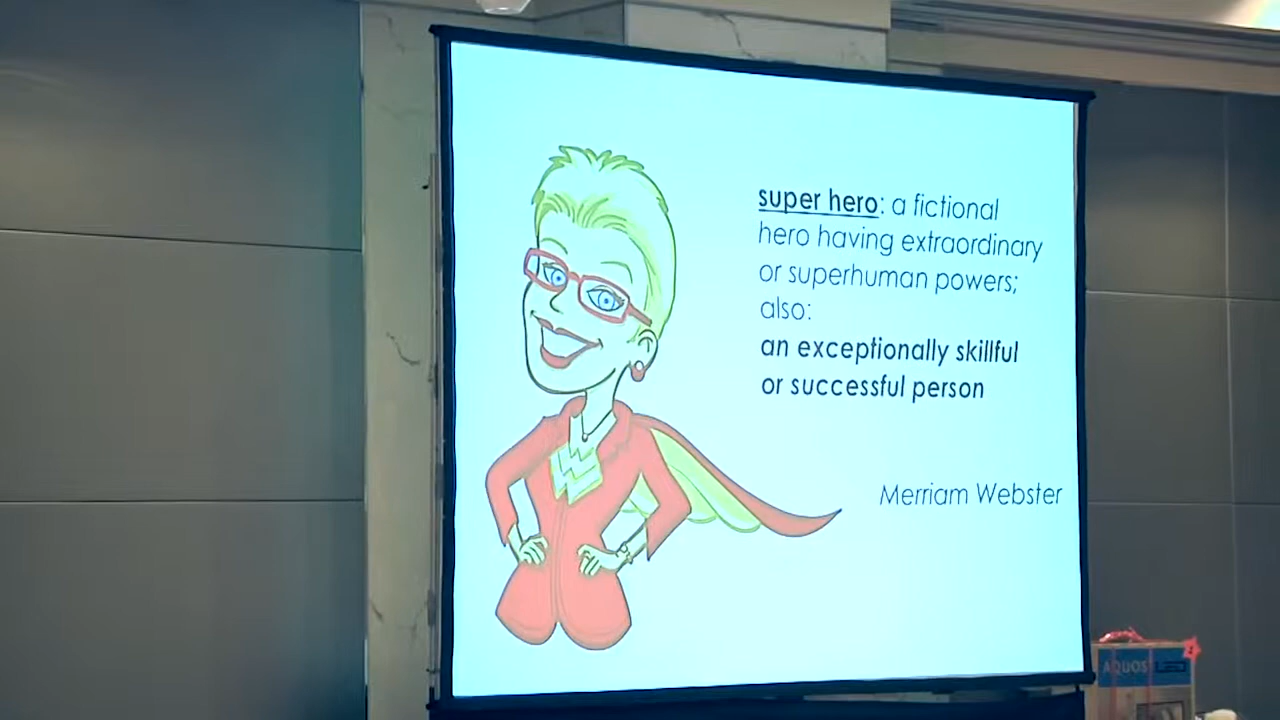 super hero: a fictional
hero having extraordinary
or superhuman powers;
also:
an exceptionally skillful
or successful person
Merriam Webster
AQUOS